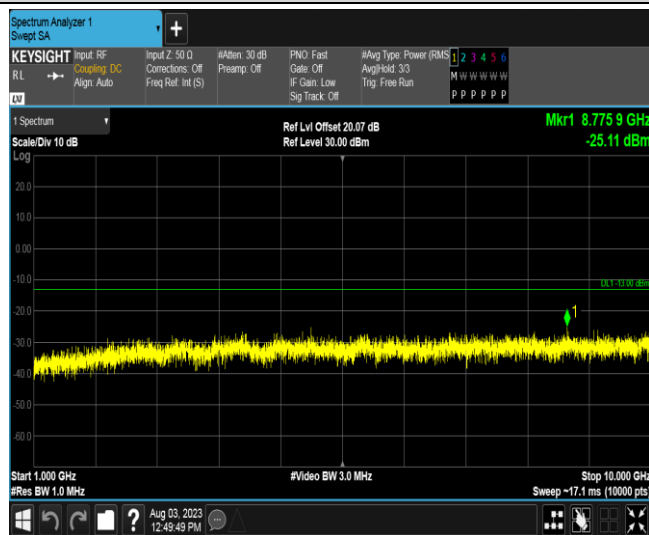 Spectrum Analyzer 1
Swept SA
+
KEYSIGHT
RL
LXI
Input: RF
Coupling: DC
Align: Auto
Input Z: 50 Ω
Corrections: Off
Freq Ref: Int (S)
#Atten: 30 dB
Preamp: Off
PNO: Fast
Gate: Off
IF Gain: Low
Sig Track: Off
#Avg Type: Power (RMS
Avg|Hold: 3/3
Trig: Free Run
1 2 3 4 5 6
M W W W W W
P P P P P P
1 Spectrum
Scale/Div 10 dB
Log
Ref Lvl Offset 20.07 dB
Ref Level 30.00 dBm
Mkr1 8.775 9 GHz
-25.11 dBm
20.0
10.0
0.00
-10.0
DL1 -13.00 dBm
-20.0
1
-30.0
-40.0
-50.0
-60.0
Start 1.000 GHz
#Video BW 3.0 MHz
Stop 10.000 GHz
#Res BW 1.0 MHz
Sweep ~17.1 ms (10000 pts)
?
Aug 03, 2023
12:49:49 PM